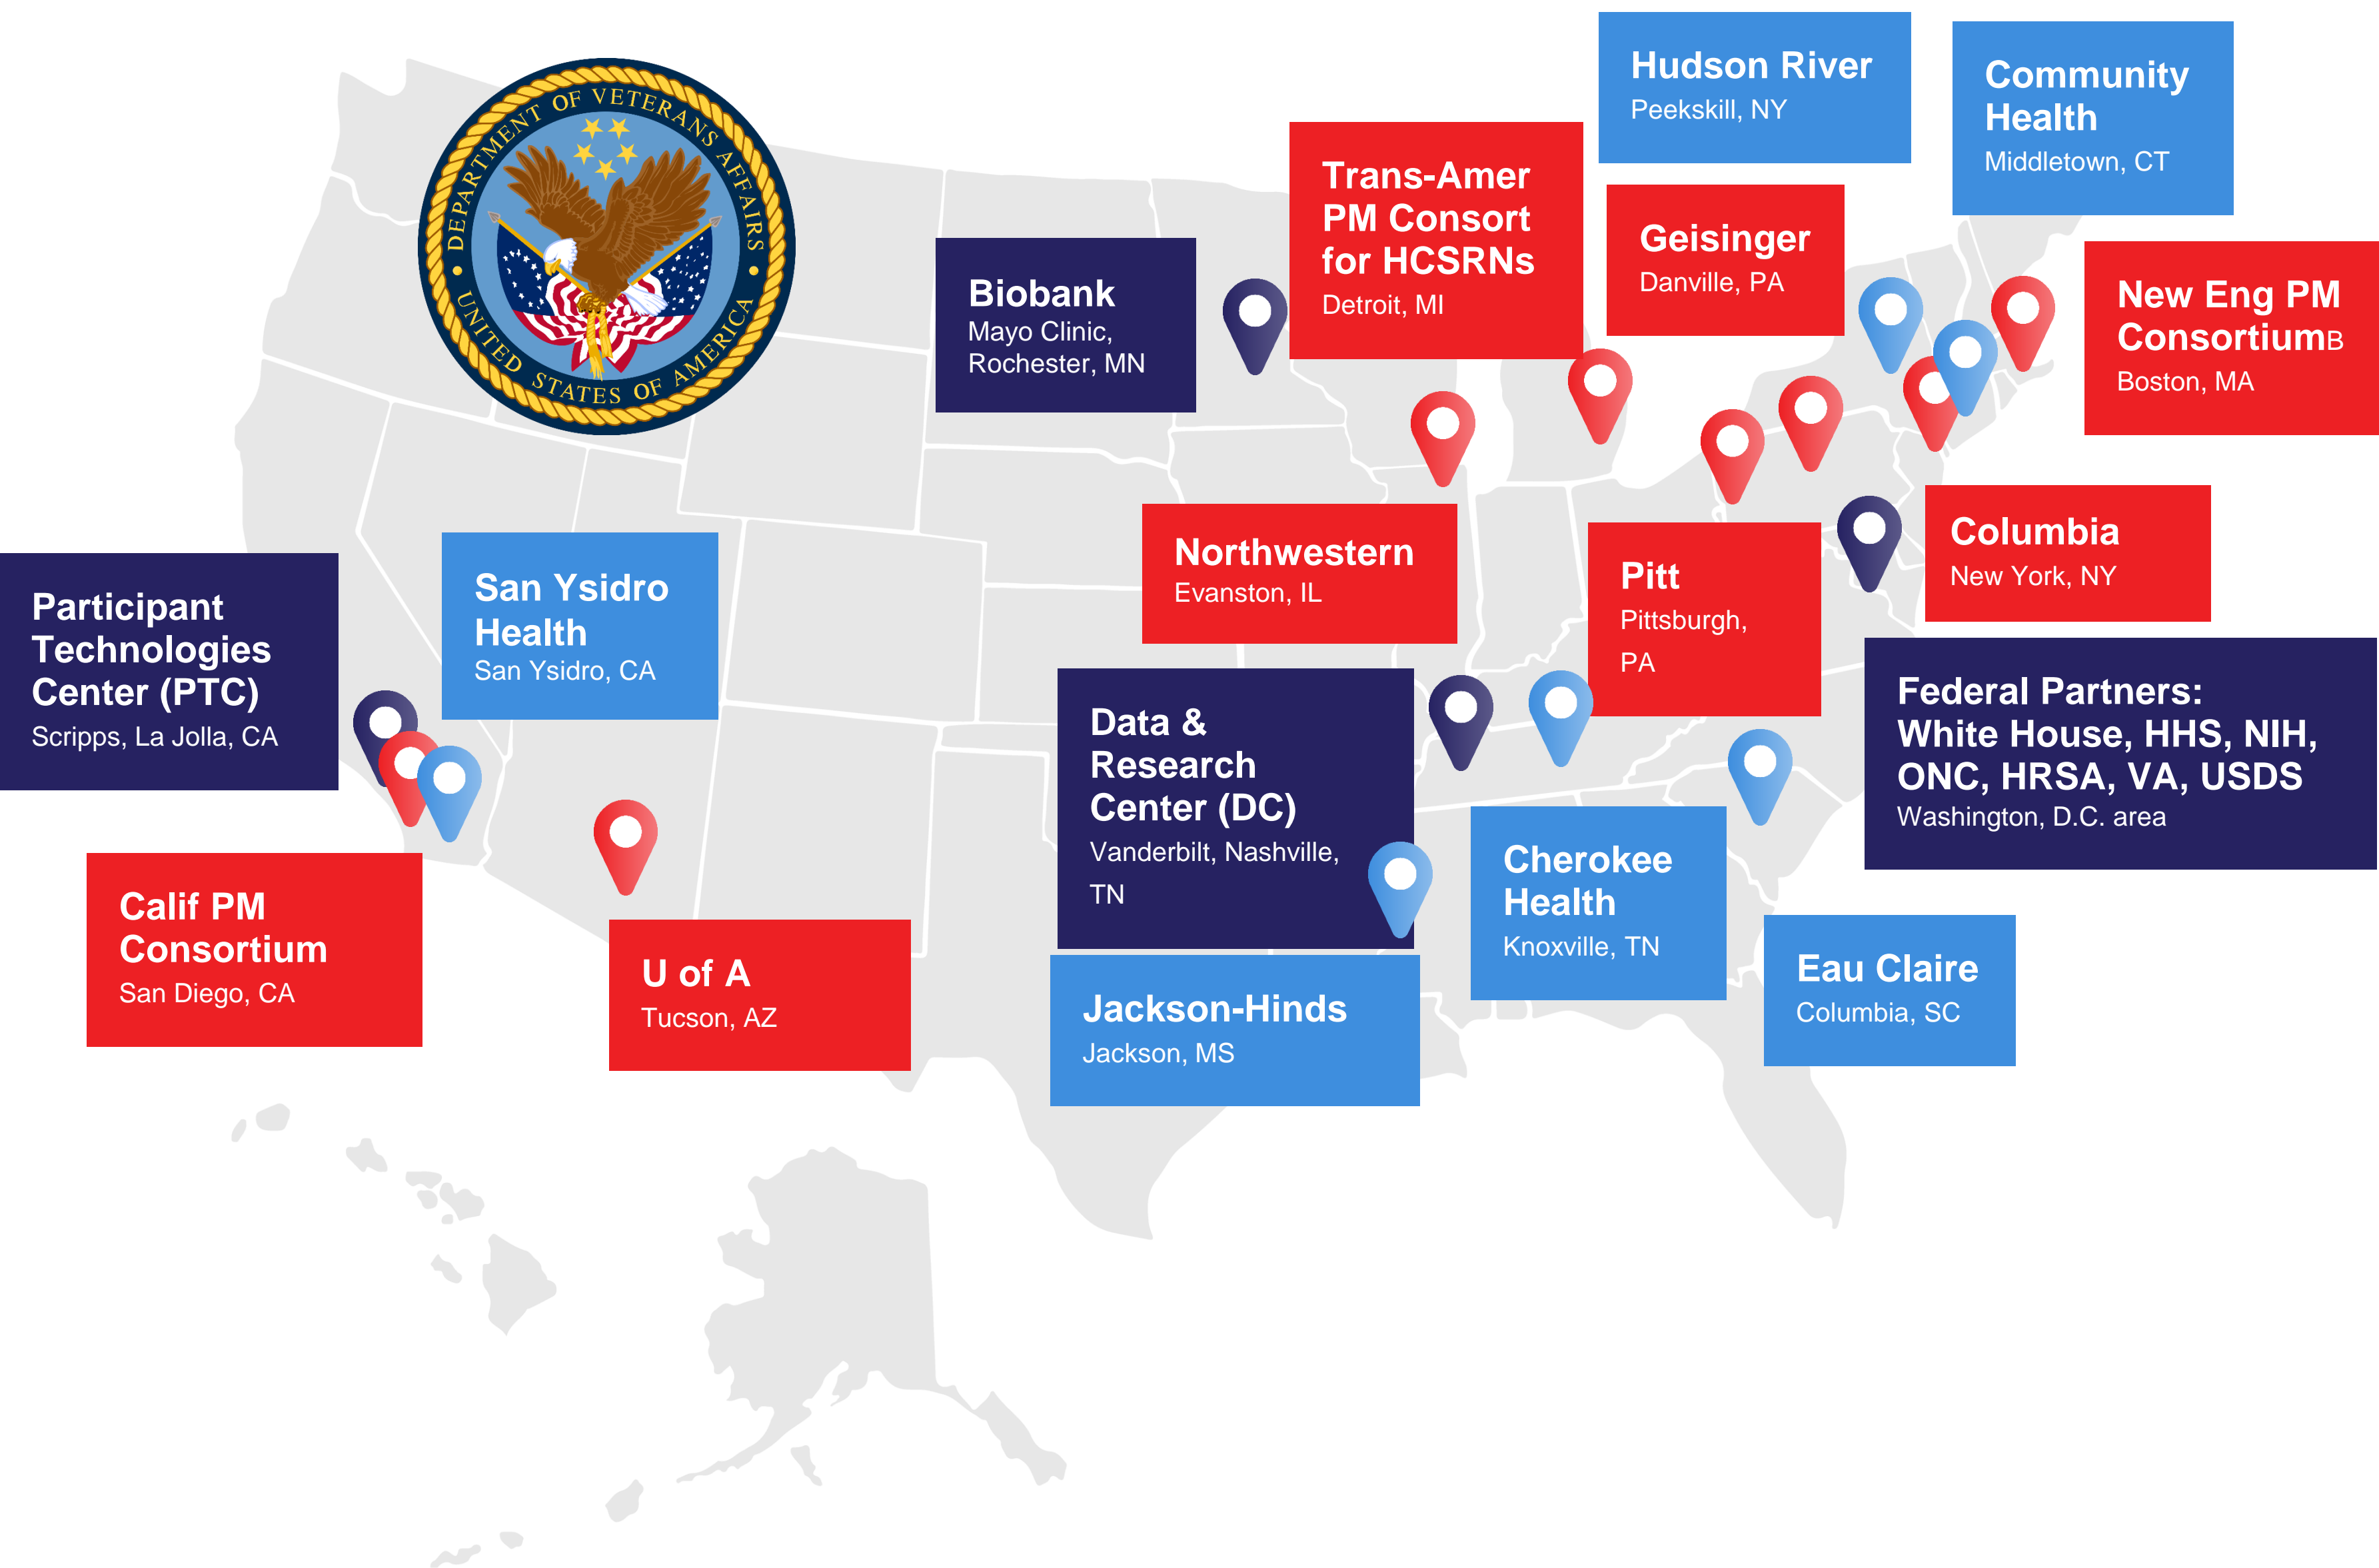 DEPARTMENT OF VETERANS AFFAIRS
UNITED STATES OF AMERICA
Hudson River
Peekskill, NY
Community
Health
Middletown, CT
Trans-Amer
PM Consort
for HCSRNs
Detroit, MI
Geisinger
Danville, PA
Biobank
Mayo Clinic,
Rochester, MN
New Eng PM
ConsortiumB
Boston, MA
Northwestern
Evanston, IL
Pitt
Pittsburgh,
PA
Columbia
New York, NY
Participant
Technologies
Center (PTC)
Scripps, La Jolla, CA
San Ysidro
Health
San Ysidro, CA
Data &
Research
Center (DC)
Vanderbilt, Nashville,
TN
Federal Partners:
White House, HHS, NIH,
ONC, HRSA, VA, USDS
Washington, D.C. area
Calif PM
Consortium
San Diego, CA
U of A
Tucson, AZ
Cherokee
Health
Knoxville, TN
Jackson-Hinds
Jackson, MS
Eau Claire
Columbia, SC